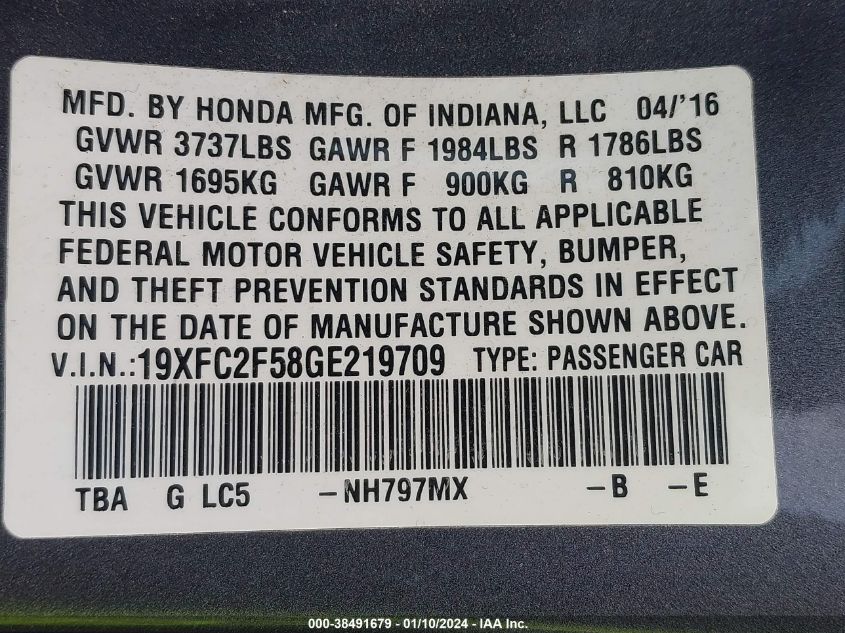 MFD. BY HONDA MFG. OF INDIANA, LLC 04/'16
GVWR 3737LBS GAWR F 1984LBS R 1786LBS
GVWR 1695KG GAWR F 900KG R 810KG
THIS VEHICLE CONFORMS TO ALL APPLICABLE
FEDERAL MOTOR VEHICLE SAFETY, BUMPER,
AND THEFT PREVENTION STANDARDS IN EFFECT
ON THE DATE OF MANUFACTURE SHOWN ABOVE.
V.I.N.:19XFC2F58GE219709 TYPE: PASSENGER CAR
TBA G LC5 -NH797MX -B -E
000-38491679 - 01/10/2024 - IAA Inc.